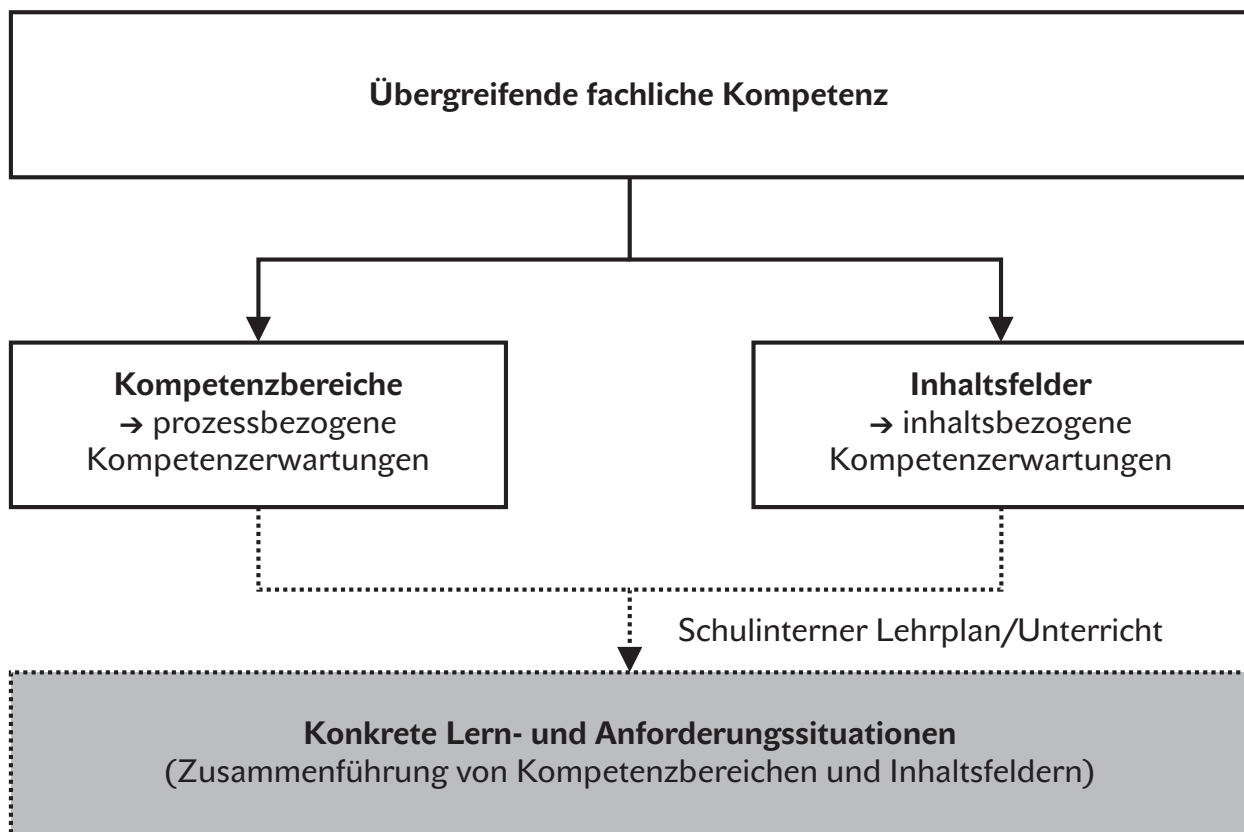 Übergreifende fachliche Kompetenz
Kompetenzbereiche
→ prozessbezogene
Kompetenzerwartungen
Inhaltsfelder
→ inhaltsbezogene
Kompetenzerwartungen
Schulinterner Lehrplan/Unterricht
Konkrete Lern- und Anforderungssituationen
(Zusammenführung von Kompetenzbereichen und Inhaltsfeldern)